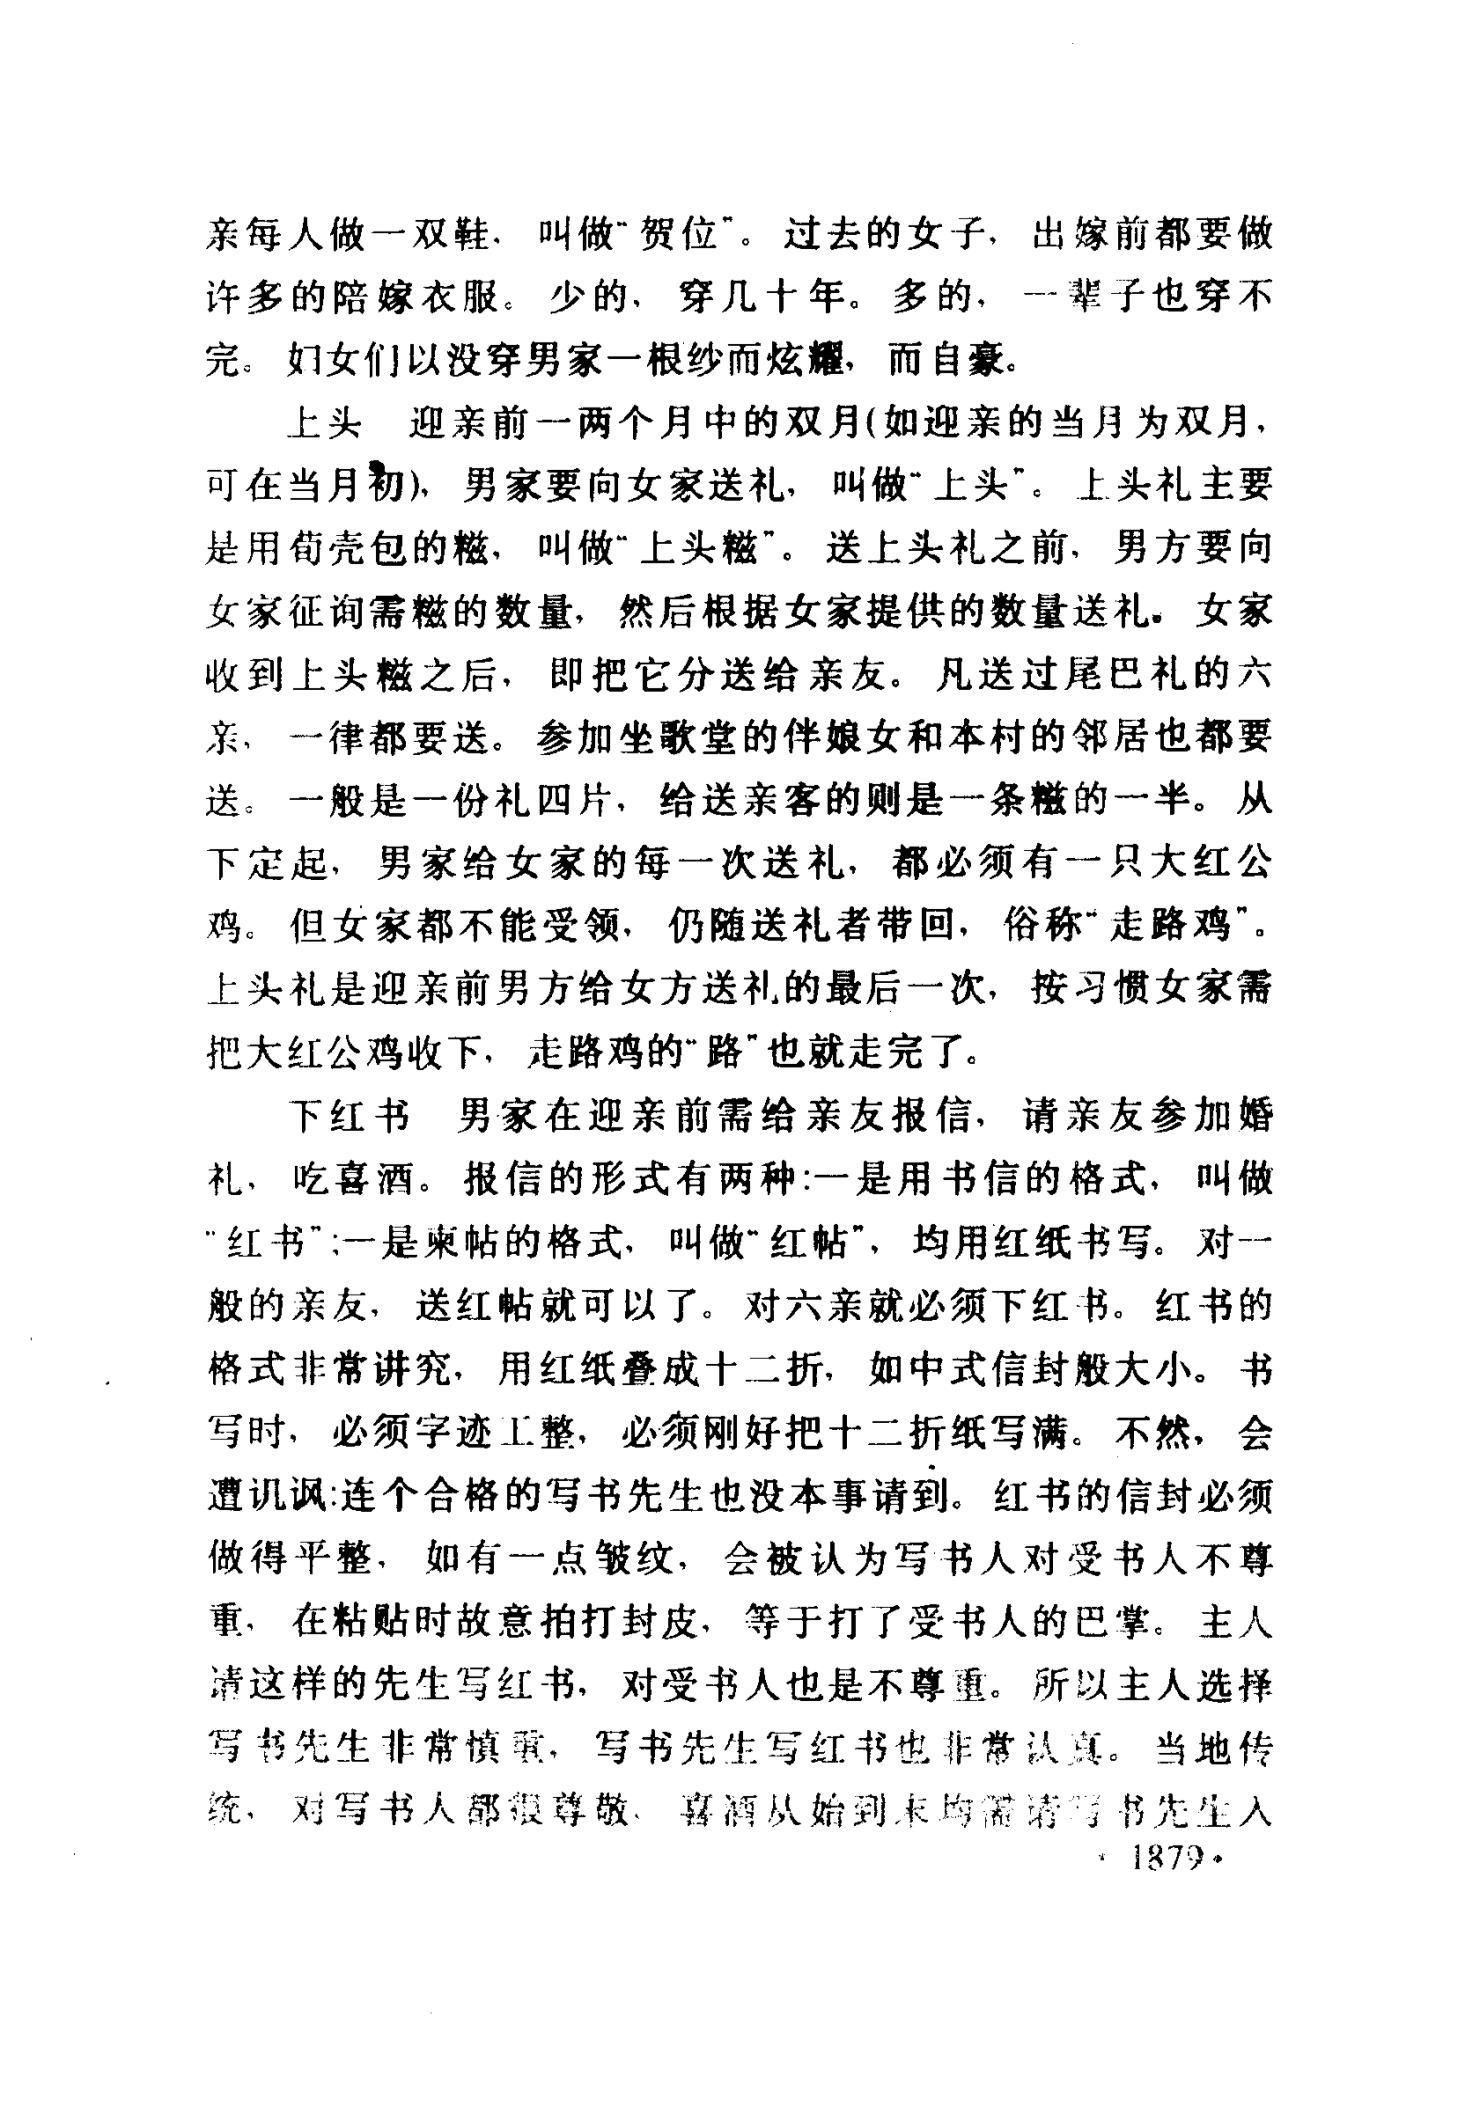 亲每人做一双鞋，叫做“贺位”。过去的女子，出嫁前都要做
许多的陪嫁衣服。少的，穿几十年。多的，一辈子也穿不
完。妇女们以没穿男家一根纱而炫耀，而自豪。
上头　迎亲前一两个月中的双月(如迎亲的当月为双月，
可在当月初)，男家要向女家送礼，叫做“上头”。上头礼主要
是用荀壳包的糍，叫做“上头糍”。送上头礼之前，男方要向
女家征询需糍的数量，然后根据女家提供的数量送礼。女家
收到上头糍之后，即把它分送给亲友。凡送过尾巴礼的六
亲，一律都要送。参加坐歌堂的伴娘女和本村的邻居也都要
送。一般是一份礼四片，给送亲客的则是一条糍的一半。从
下定起，男家给女家的每一次送礼，都必须有一只大红公
鸡。但女家都不能受领，仍随送礼者带回，俗称“走路鸡”。
上头礼是迎亲前男方给女方送礼的最后一次，按习惯女家需
把大红公鸡收下，走路鸡的“路”也就走完了。
下红书　男家在迎亲前需给亲友报信，请亲友参加婚
礼，吃喜酒。报信的形式有两种:一是用书信的格式，叫做
“红书”;一是柬帖的格式，叫做“红帖”，均用红纸书写。对一
般的亲友，送红帖就可以了。对六亲就必须下红书。红书的
格式非常讲究，用红纸叠成十二折，如中式信封般大小。书
写时，必须字迹工整，必须刚好把十二折纸写满。不然，会
遭讥讽:连个合格的写书先生也没本事请到。红书的信封必须
做得平整，如有一点皱纹，会被认为写书人对受书人不尊
重，在粘贴时故意拍打封皮，等于打了受书人的巴掌。主人
请这样的先生写红书，对受书人也是不尊重。所以主人选择
写书先生非常慎重，写书先生写红书也非常认真。当地传
统，对写书人都很尊敬，喜酒从始到末均需请写书先生入
·1879·